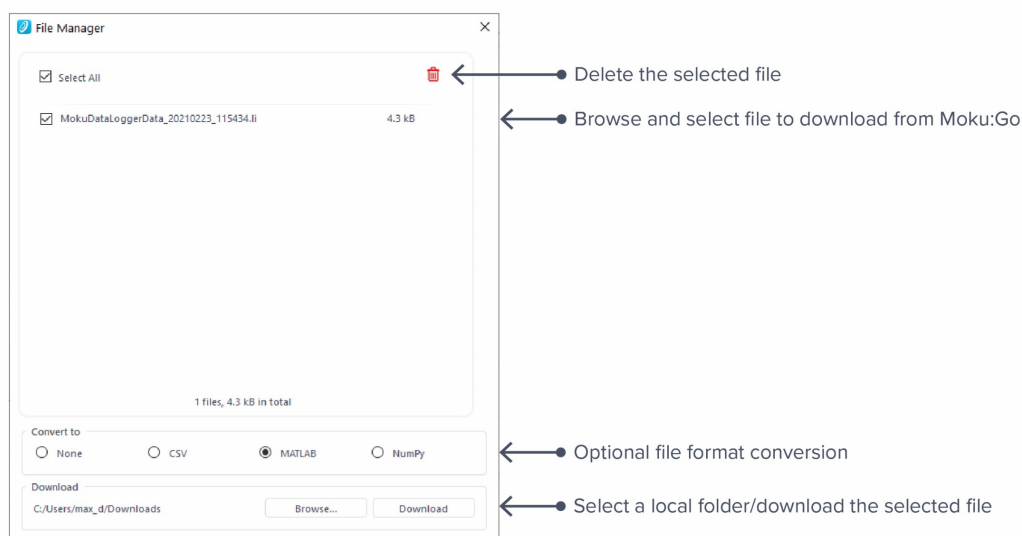 File Manager
Select All
Delete the selected file
MokuDataLoggerData_20210223_115434.li 4.3 kB
Browse and select file to download from Moku:Go
1 files, 4.3 kB in total
Convert to
None CSV MATLAB NumPy
Optional file format conversion
Download
C:/Users/max_d/Downloads Browse... Download
Select a local folder/download the selected file